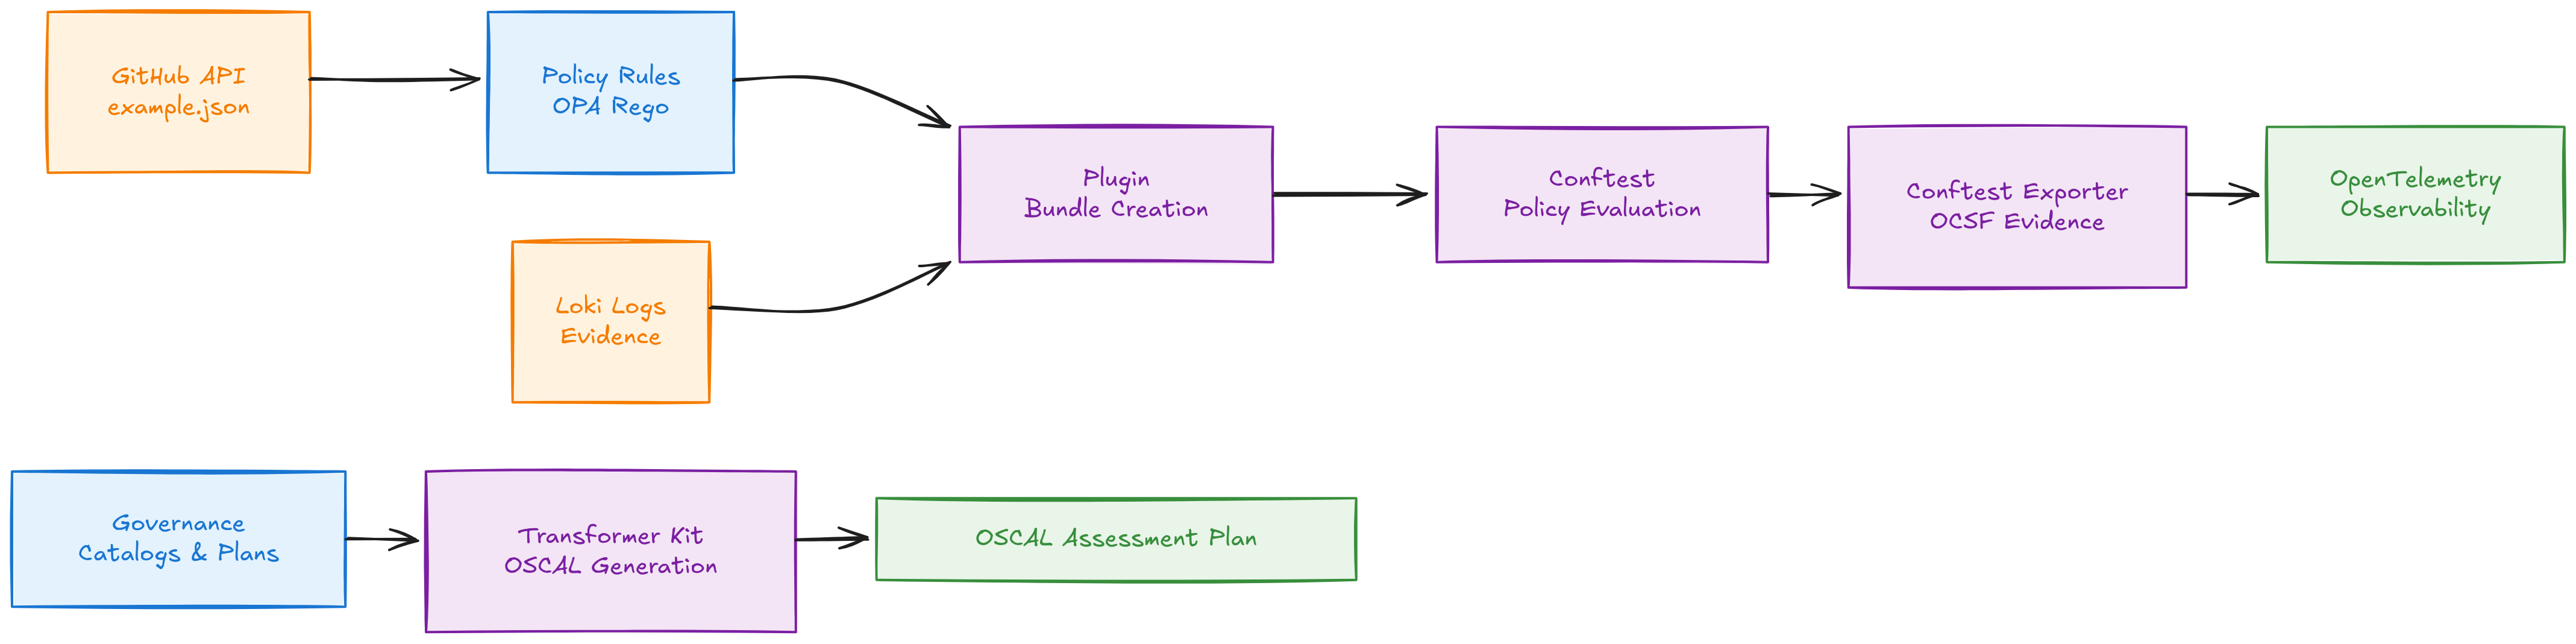 GitHub API
example.json
Policy Rules
OPA Rego
Plugin
Bundle Creation
Conftest
Policy Evaluation
Conftest Exporter
OCSF Evidence
OpenTelemetry
Observability
Loki Logs
Evidence
Governance
Catalogs & Plans
Transformer Kit
OSCAL Generation
OSCAL Assessment Plan